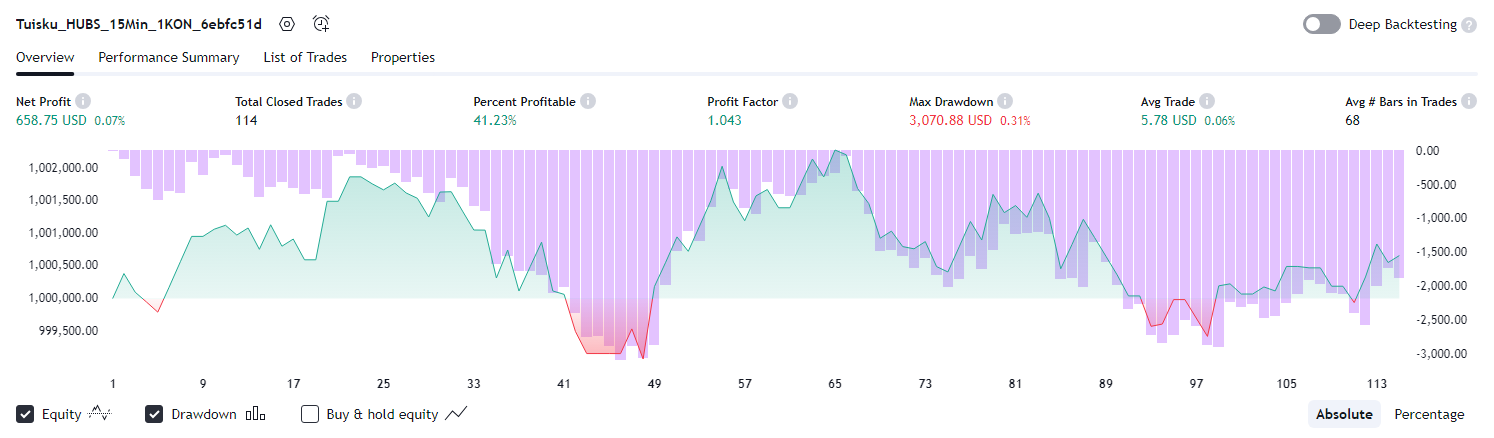 Tuisku_HUBS_15Min_1KON_6ebfc51d
Deep Backtesting
Overview Performance Summary List of Trades Properties
Net Profit Total Closed Trades Percent Profitable Profit Factor Max Drawdown Avg Trade Avg # Bars in Trades
658.75 USD 0.07% 114 41.23% 1.043 3,070.88 USD 0.31% 5.78 USD 0.06% 68
1,002,000.00 0.00
1,001,500.00 -500.00
1,001,000.00 -1,000.00
1,000,500.00 -1,500.00
1,000,000.00 -2,000.00
999,500.00 -2,500.00
-3,000.00
1 9 17 25 33 41 49 57 65 73 81 89 97 105 113
Equity Drawdown Buy & hold equity Absolute Percentage